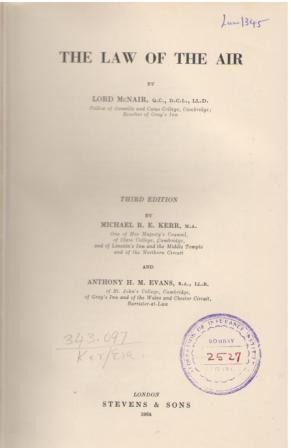 THE LAW OF THE AIR
BY
LORD McNAIR, Q.C., D.C.L., LL.D.
Fellow of Gonville and Caius College, Cambridge;
Bencher of Gray's Inn
THIRD EDITION
BY
MICHAEL R. E. KERR, M.A.
One of Her Majesty's Counsel,
of Clare College, Cambridge,
and of Lincoln's Inn and the Middle Temple
and of the Northern Circuit
AND
ANTHONY H. M. EVANS, B.A., LL.B.
of St. John's College, Cambridge,
of Gray's Inn and of the Wales and Chester Circuit,
Barrister-at-Law
343.097
Ker/Eva
OF INSURANCE
BOMBAY
2527
LONDON
STEVENS & SONS
1964